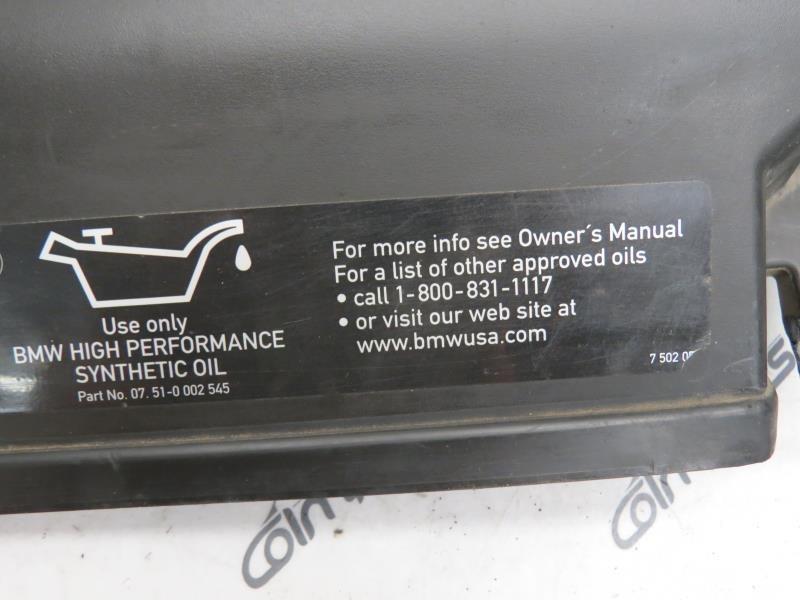 Use only
BMW HIGH PERFORMANCE
SYNTHETIC OIL
Part No. 07. 51-0 002 545
For more info see Owner´s Manual
For a list of other approved oils
• call 1-800-831-1117
• or visit our web site at
www.bmwusa.com
7 502